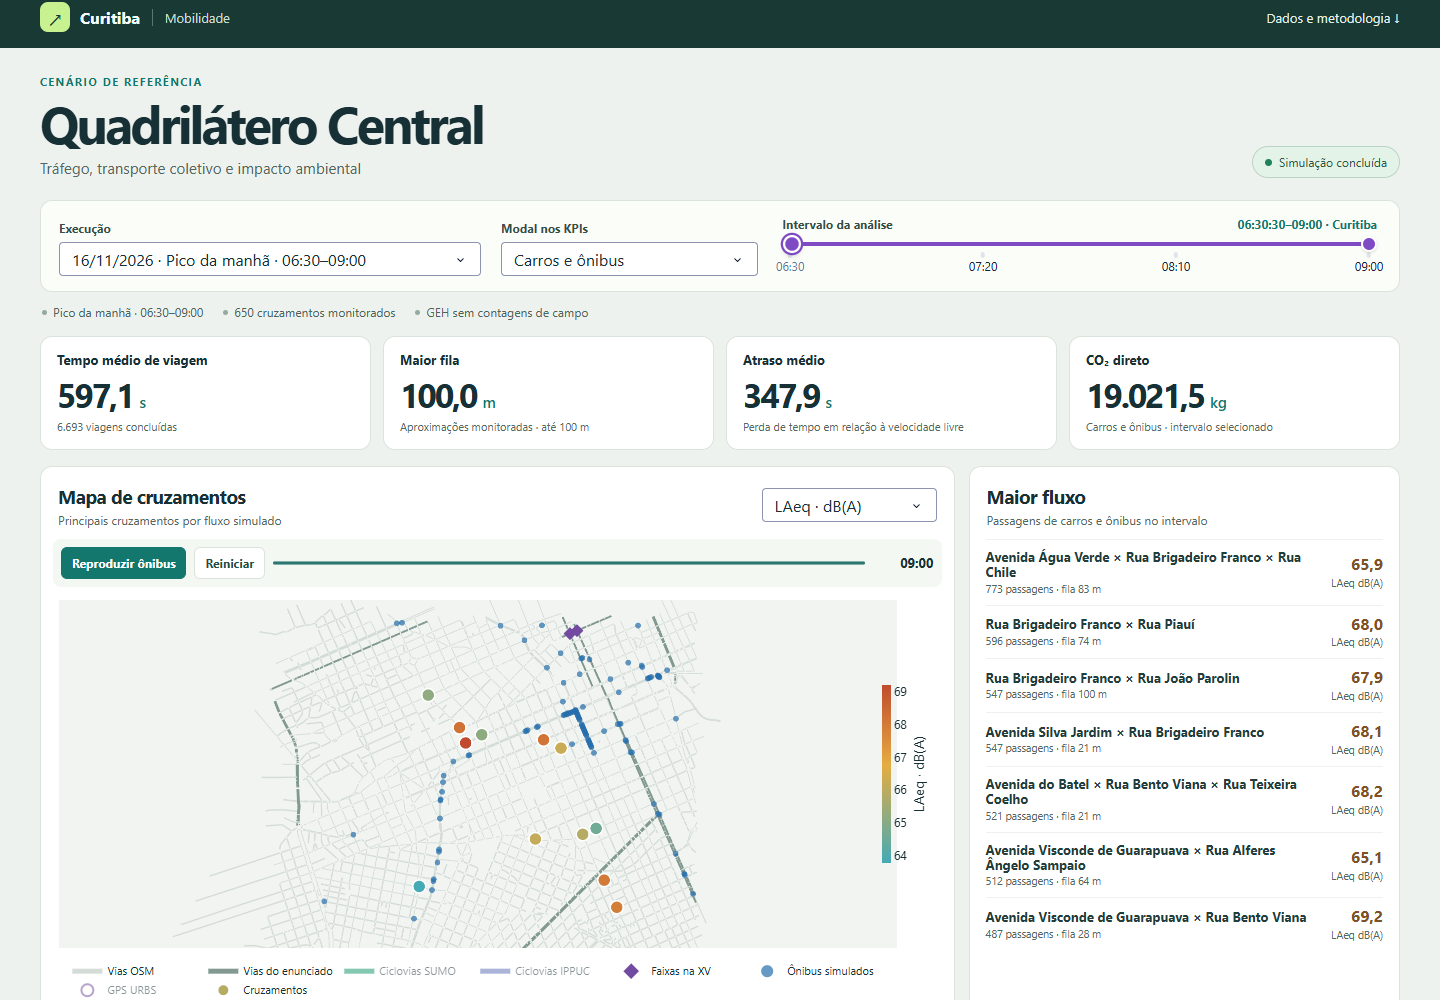 Curitiba Mobilidade Dados e metodologia ↓
CENÁRIO DE REFERÊNCIA
Quadrilátero Central
Tráfego, transporte coletivo e impacto ambiental
Simulação concluída
Execução
16/11/2026 · Pico da manhã · 06:30–09:00
Modal nos KPIs
Carros e ônibus
Intervalo da análise 06:30:30–09:00 · Curitiba
06:30 07:20 08:10 09:00
Pico da manhã · 06:30–09:00 650 cruzamentos monitorados GEH sem contagens de campo
Tempo médio de viagem
597,1 s
6.693 viagens concluídas
Maior fila
100,0 m
Aproximações monitoradas · até 100 m
Atraso médio
347,9 s
Perda de tempo em relação à velocidade livre
CO₂ direto
19.021,5 kg
Carros e ônibus · intervalo selecionado
Mapa de cruzamentos
Principais cruzamentos por fluxo simulado
LAeq · dB(A)
Reproduzir ônibus Reiniciar 09:00
69
68
67
66
65
64
LAeq · dB(A)
Vias OSM Vias do enunciado Ciclovias SUMO Ciclovias IPPUC Faixas na XV Ônibus simulados
GPS URBS Cruzamentos
Maior fluxo
Passagens de carros e ônibus no intervalo
Avenida Água Verde × Rua Brigadeiro Franco × Rua
Chile
773 passagens · fila 83 m
65,9
LAeq dB(A)
Rua Brigadeiro Franco × Rua Piauí
596 passagens · fila 74 m
68,0
LAeq dB(A)
Rua Brigadeiro Franco × Rua João Parolin
547 passagens · fila 100 m
67,9
LAeq dB(A)
Avenida Silva Jardim × Rua Brigadeiro Franco
547 passagens · fila 21 m
68,1
LAeq dB(A)
Avenida do Batel × Rua Bento Viana × Rua Teixeira
Coelho
521 passagens · fila 21 m
68,2
LAeq dB(A)
Avenida Visconde de Guarapuava × Rua Alferes
Ângelo Sampaio
512 passagens · fila 64 m
65,1
LAeq dB(A)
Avenida Visconde de Guarapuava × Rua Bento Viana
487 passagens · fila 28 m
69,2
LAeq dB(A)